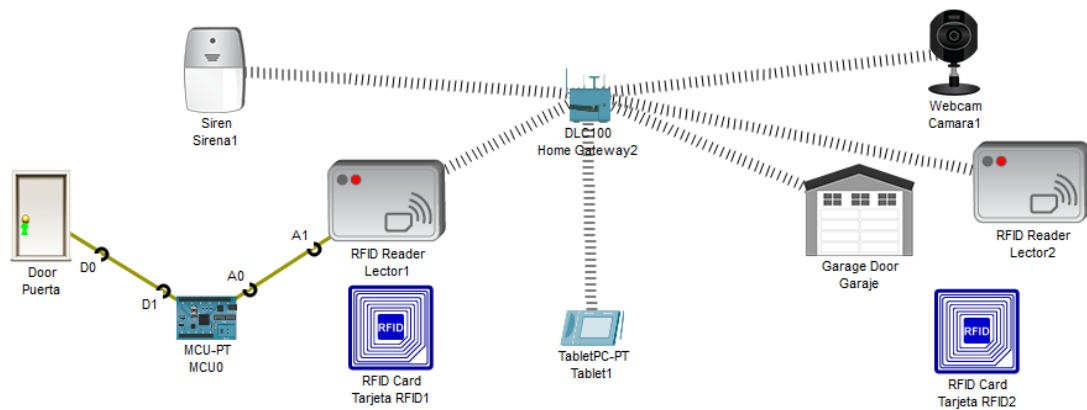 Siren
Sirena1
DLC100
Home Gateway2
Webcam
Camara1
Door
Puerta
D0
D1
MCU-PT
MCU0
A0
A1
RFID Reader
Lector1
RFID
RFID Card
Tarjeta RFID1
TabletPC-PT
Tablet1
Garage Door
Garaje
RFID Reader
Lector2
RFID
RFID Card
Tarjeta RFID2